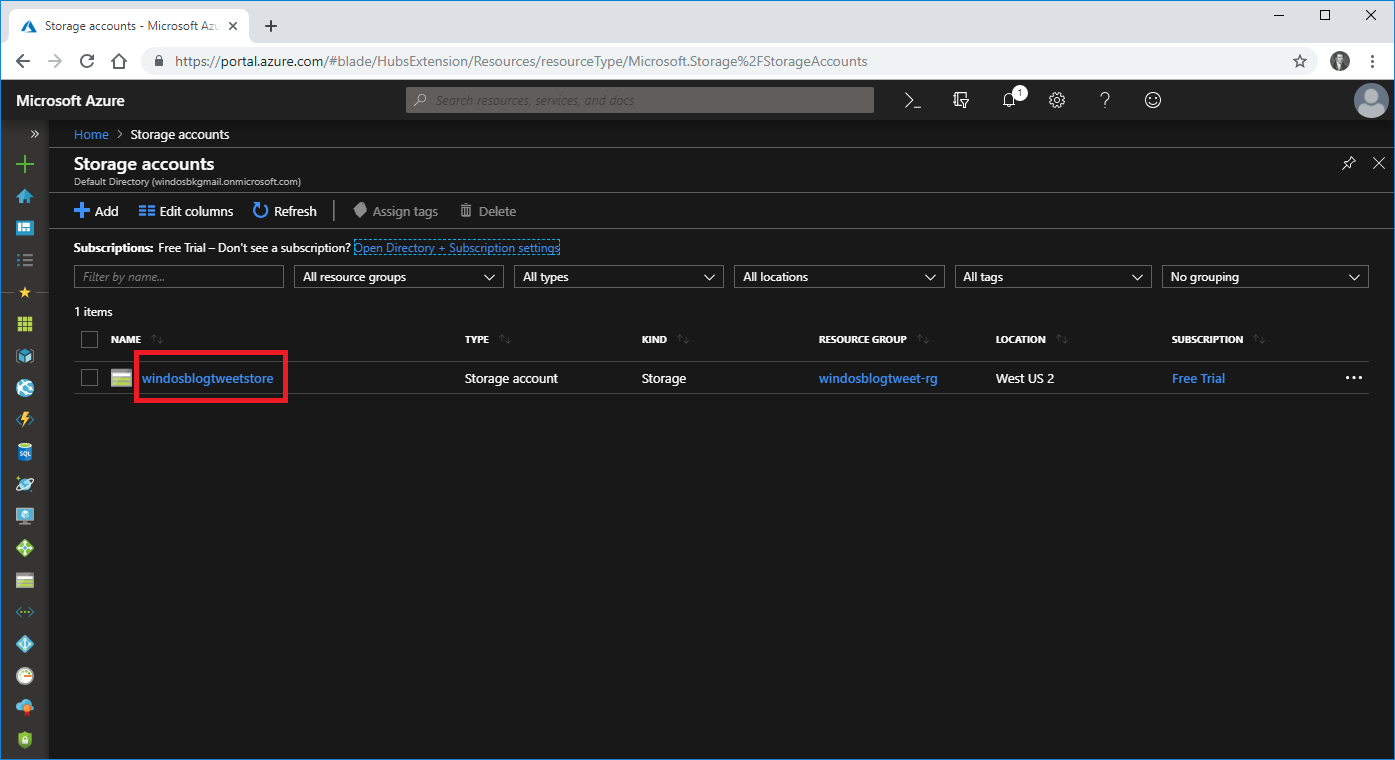 Storage accounts - Microsoft Azu
https://portal.azure.com/#blade/HubsExtension/Resources/resourceType/Microsoft.Storage%2FStorageAccounts
Microsoft Azure
Search resources, services, and docs
1
Home > Storage accounts
Storage accounts
Default Directory (windosbkgmail.onmicrosoft.com)
Add Edit columns Refresh Assign tags Delete
Subscriptions: Free Trial – Don't see a subscription? Open Directory + Subscription settings
Filter by name... All resource groups All types All locations All tags No grouping
1 items
NAME TYPE KIND RESOURCE GROUP LOCATION SUBSCRIPTION
windosblogtweetstore Storage account Storage windosblogtweet-rg West US 2 Free Trial
SQL